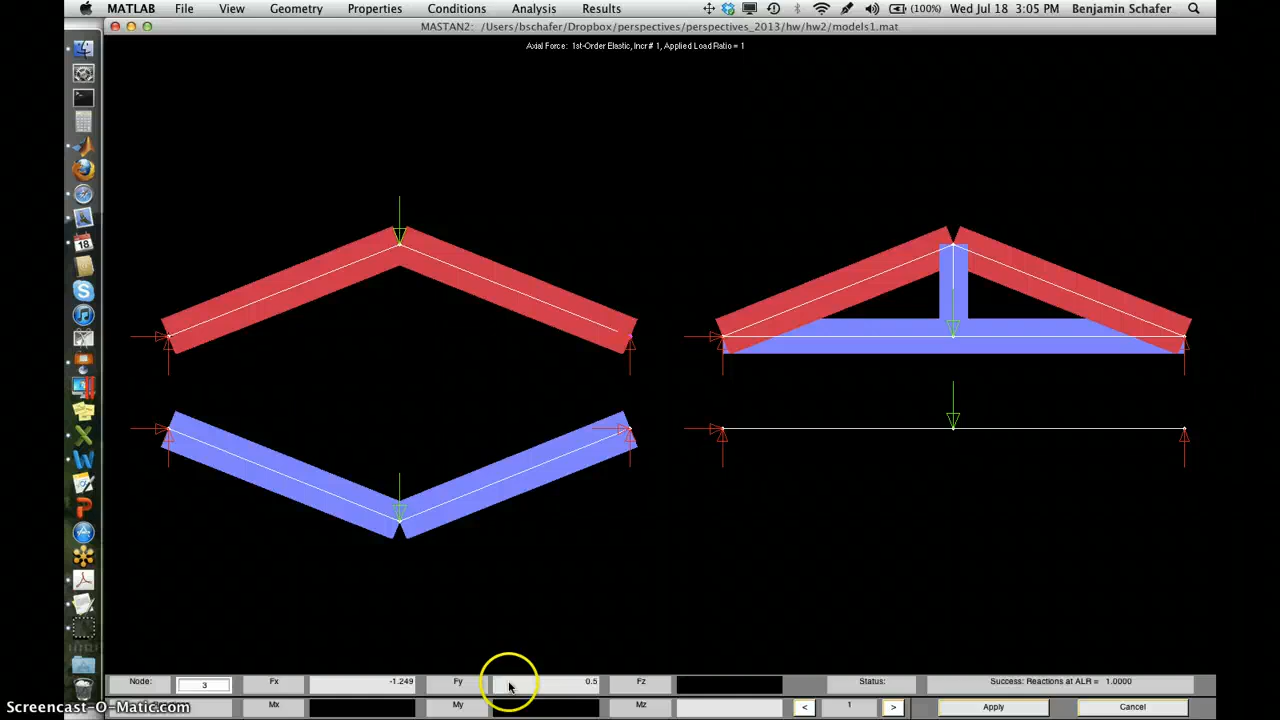 MATLAB File View Geometry Properties Conditions Analysis Results (100%) Wed Jul 18 3:05 PM Benjamin Schafer
MASTAN2: /Users/bschafer/Dropbox/perspectives/perspectives_2013/hw/hw2/models1.mat
Axial Force: 1st-Order Elastic, Incr # 1, Applied Load Ratio = 1
18
Node: 3 Fx -1.249 Fy 0.5 Fz Status: Success: Reactions at ALR = 1.0000
Mx My Mz < 1 > Apply Cancel
Screencast-O-Matic.com